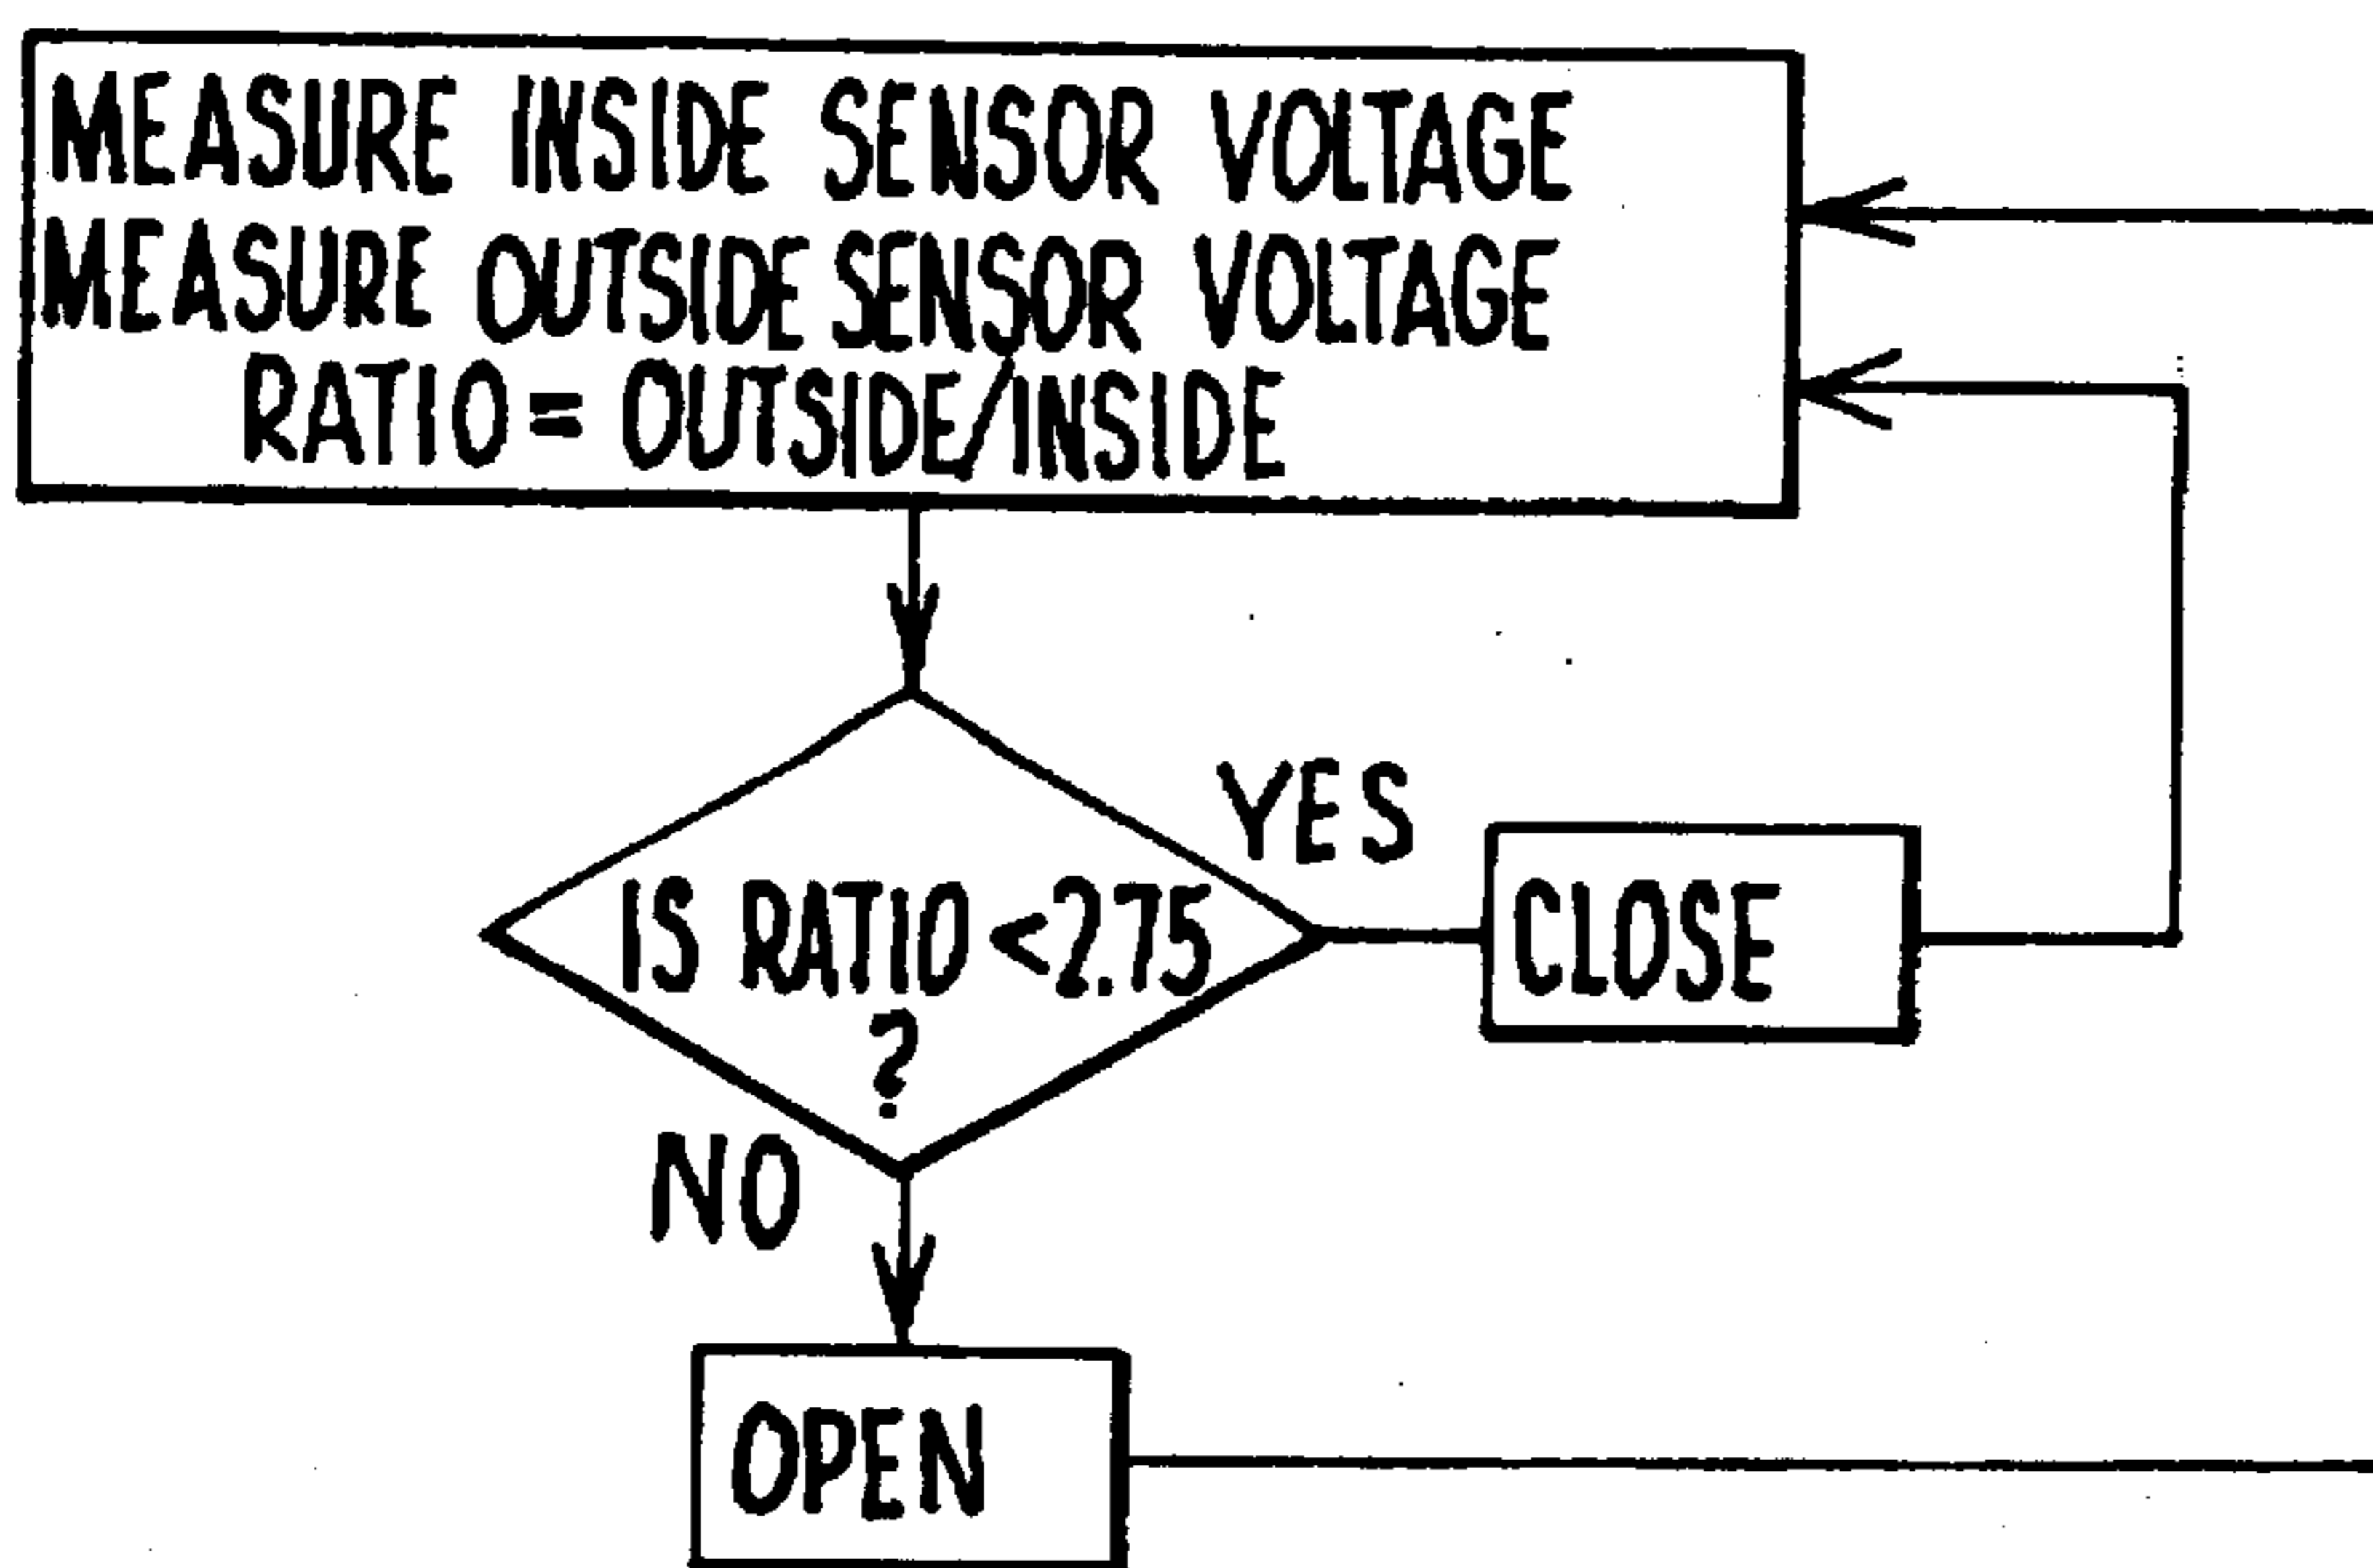 MEASURE INSIDE SENSOR VOLTAGE
MEASURE OUTSIDE SENSOR VOLTAGE
RATIO = OUTSIDE/INSIDE
YES
IS RATIO <2.75
?
CLOSE
NO
OPEN